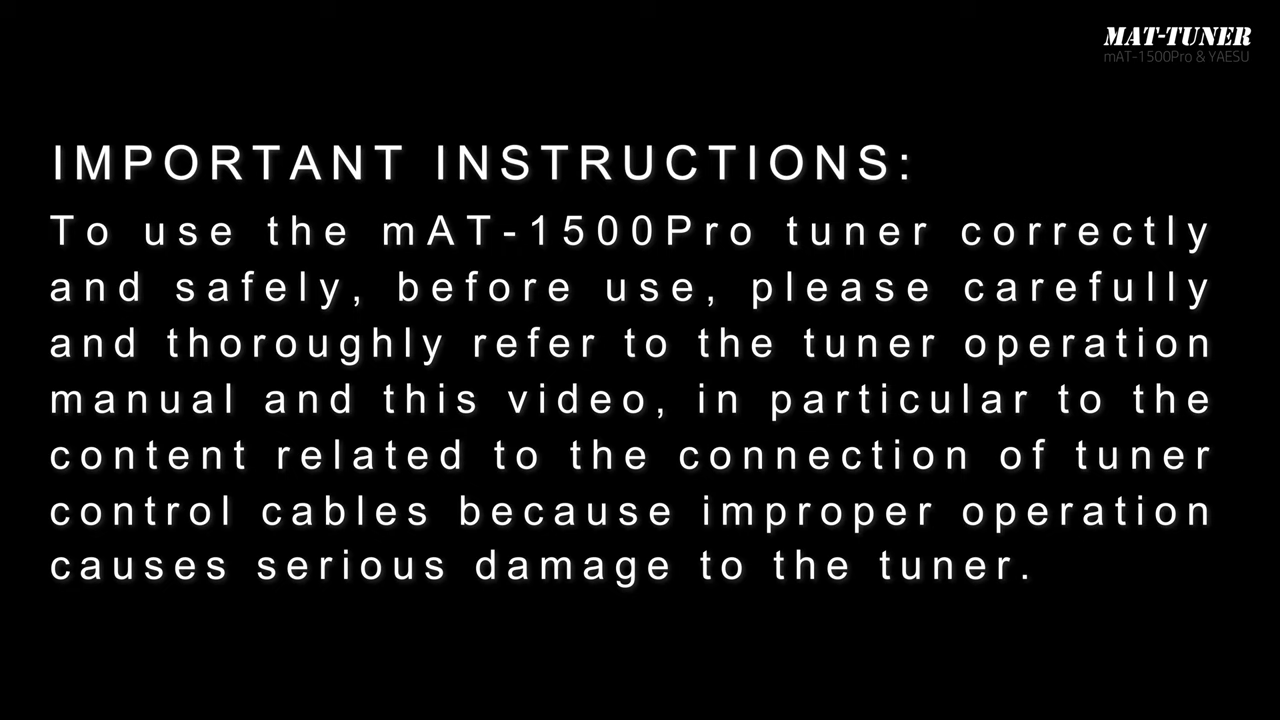 MAT-TUNER
mAT-1500Pro & YAESU
IMPORTANT INSTRUCTIONS:
To use the mAT-1500Pro tuner correctly
and safely, before use, please carefully
and thoroughly refer to the tuner operation
manual and this video, in particular to the
content related to the connection of tuner
control cables because improper operation
causes serious damage to the tuner.